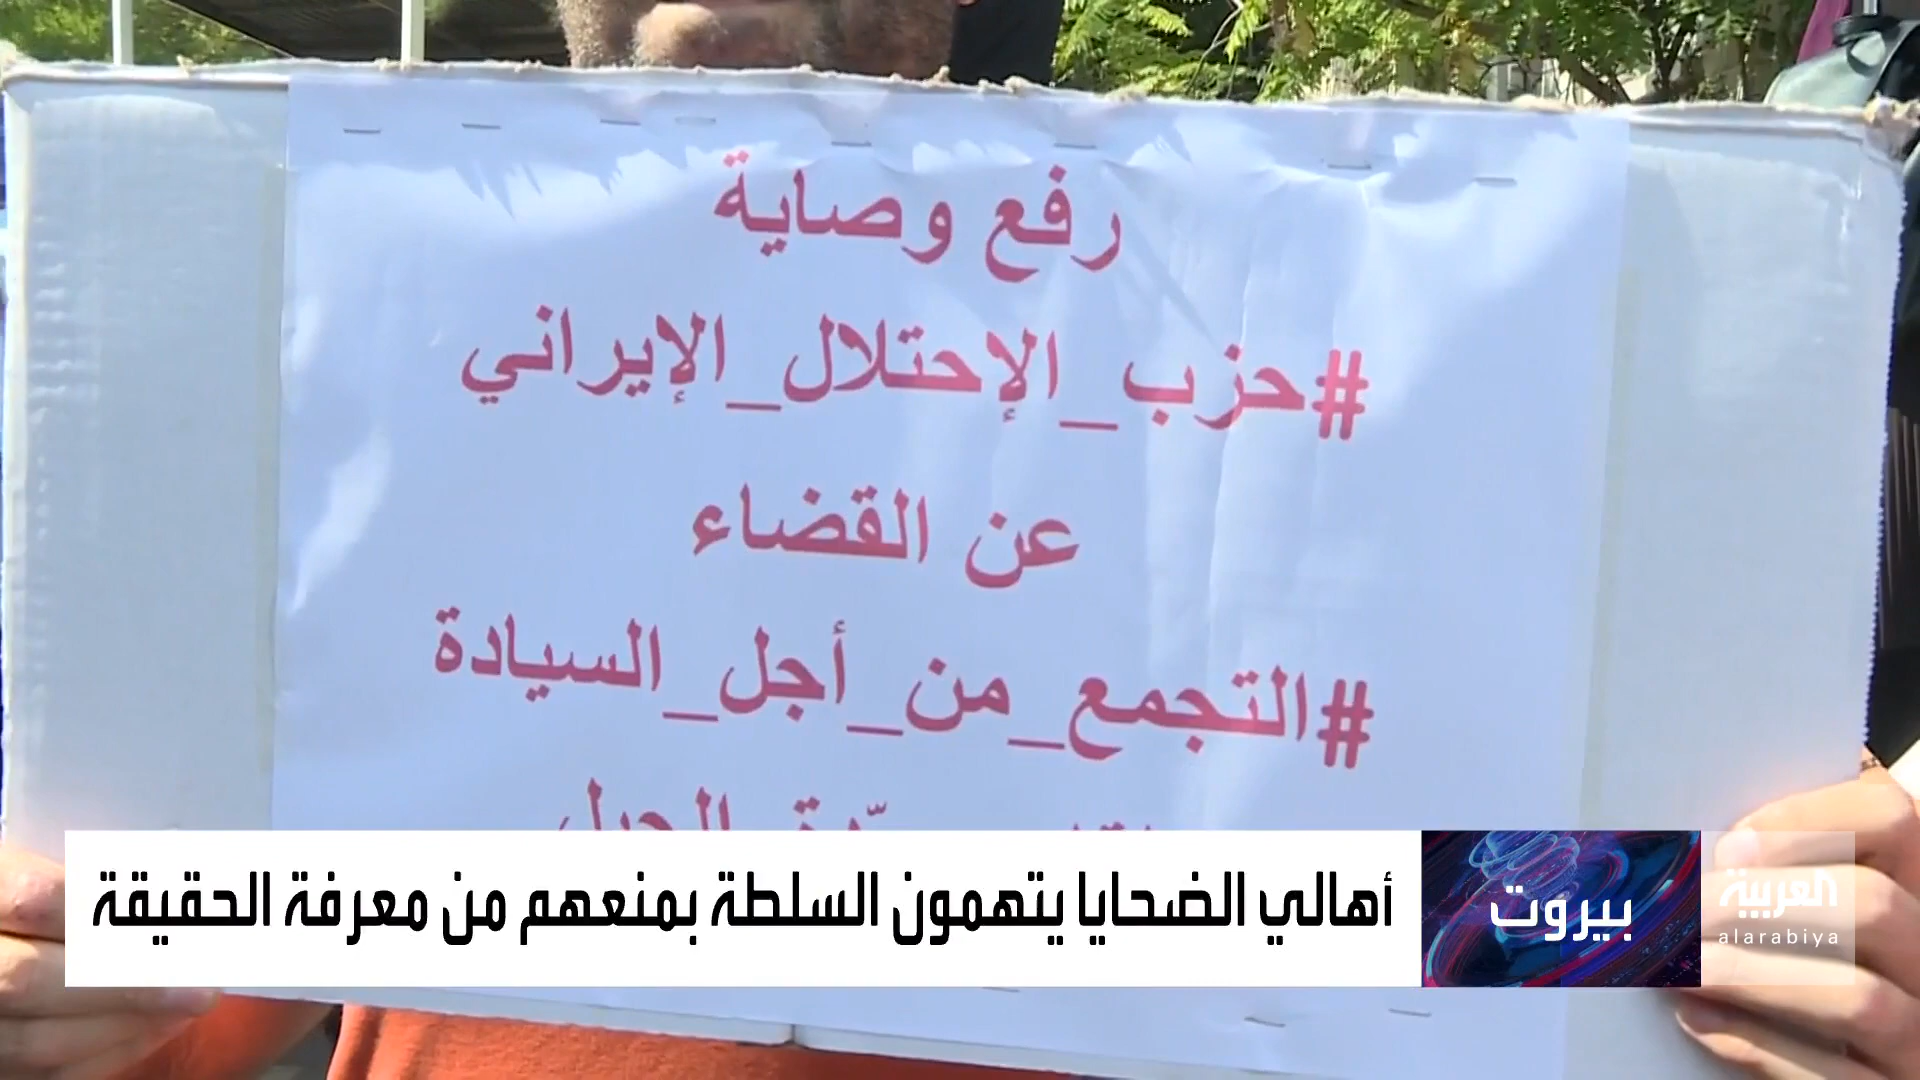 رفع وصاية
#حزب_الإحتلال_الإيراني
عن القضاء
#التجمع_من_أجل_السيادة
أهالي الضحايا يتهمون السلطة بمنعهم من معرفة الحقيقة
بيروت
العربية
alarabiya